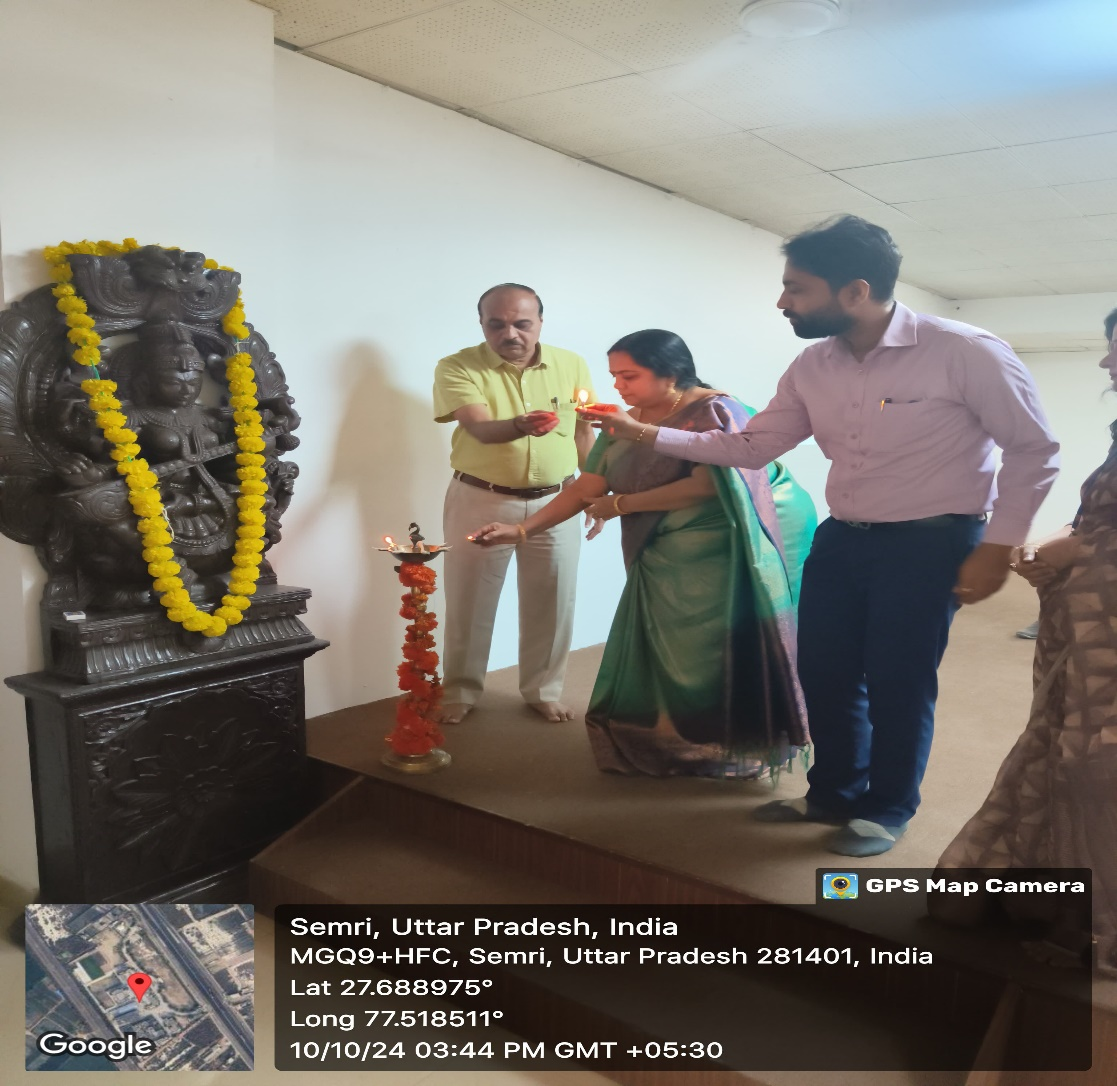 GPS Map Camera
Semri, Uttar Pradesh, India
MGQ9+HFC, Semri, Uttar Pradesh 281401, India
Lat 27.688975°
Long 77.518511°
10/10/24 03:44 PM GMT +05:30
Google